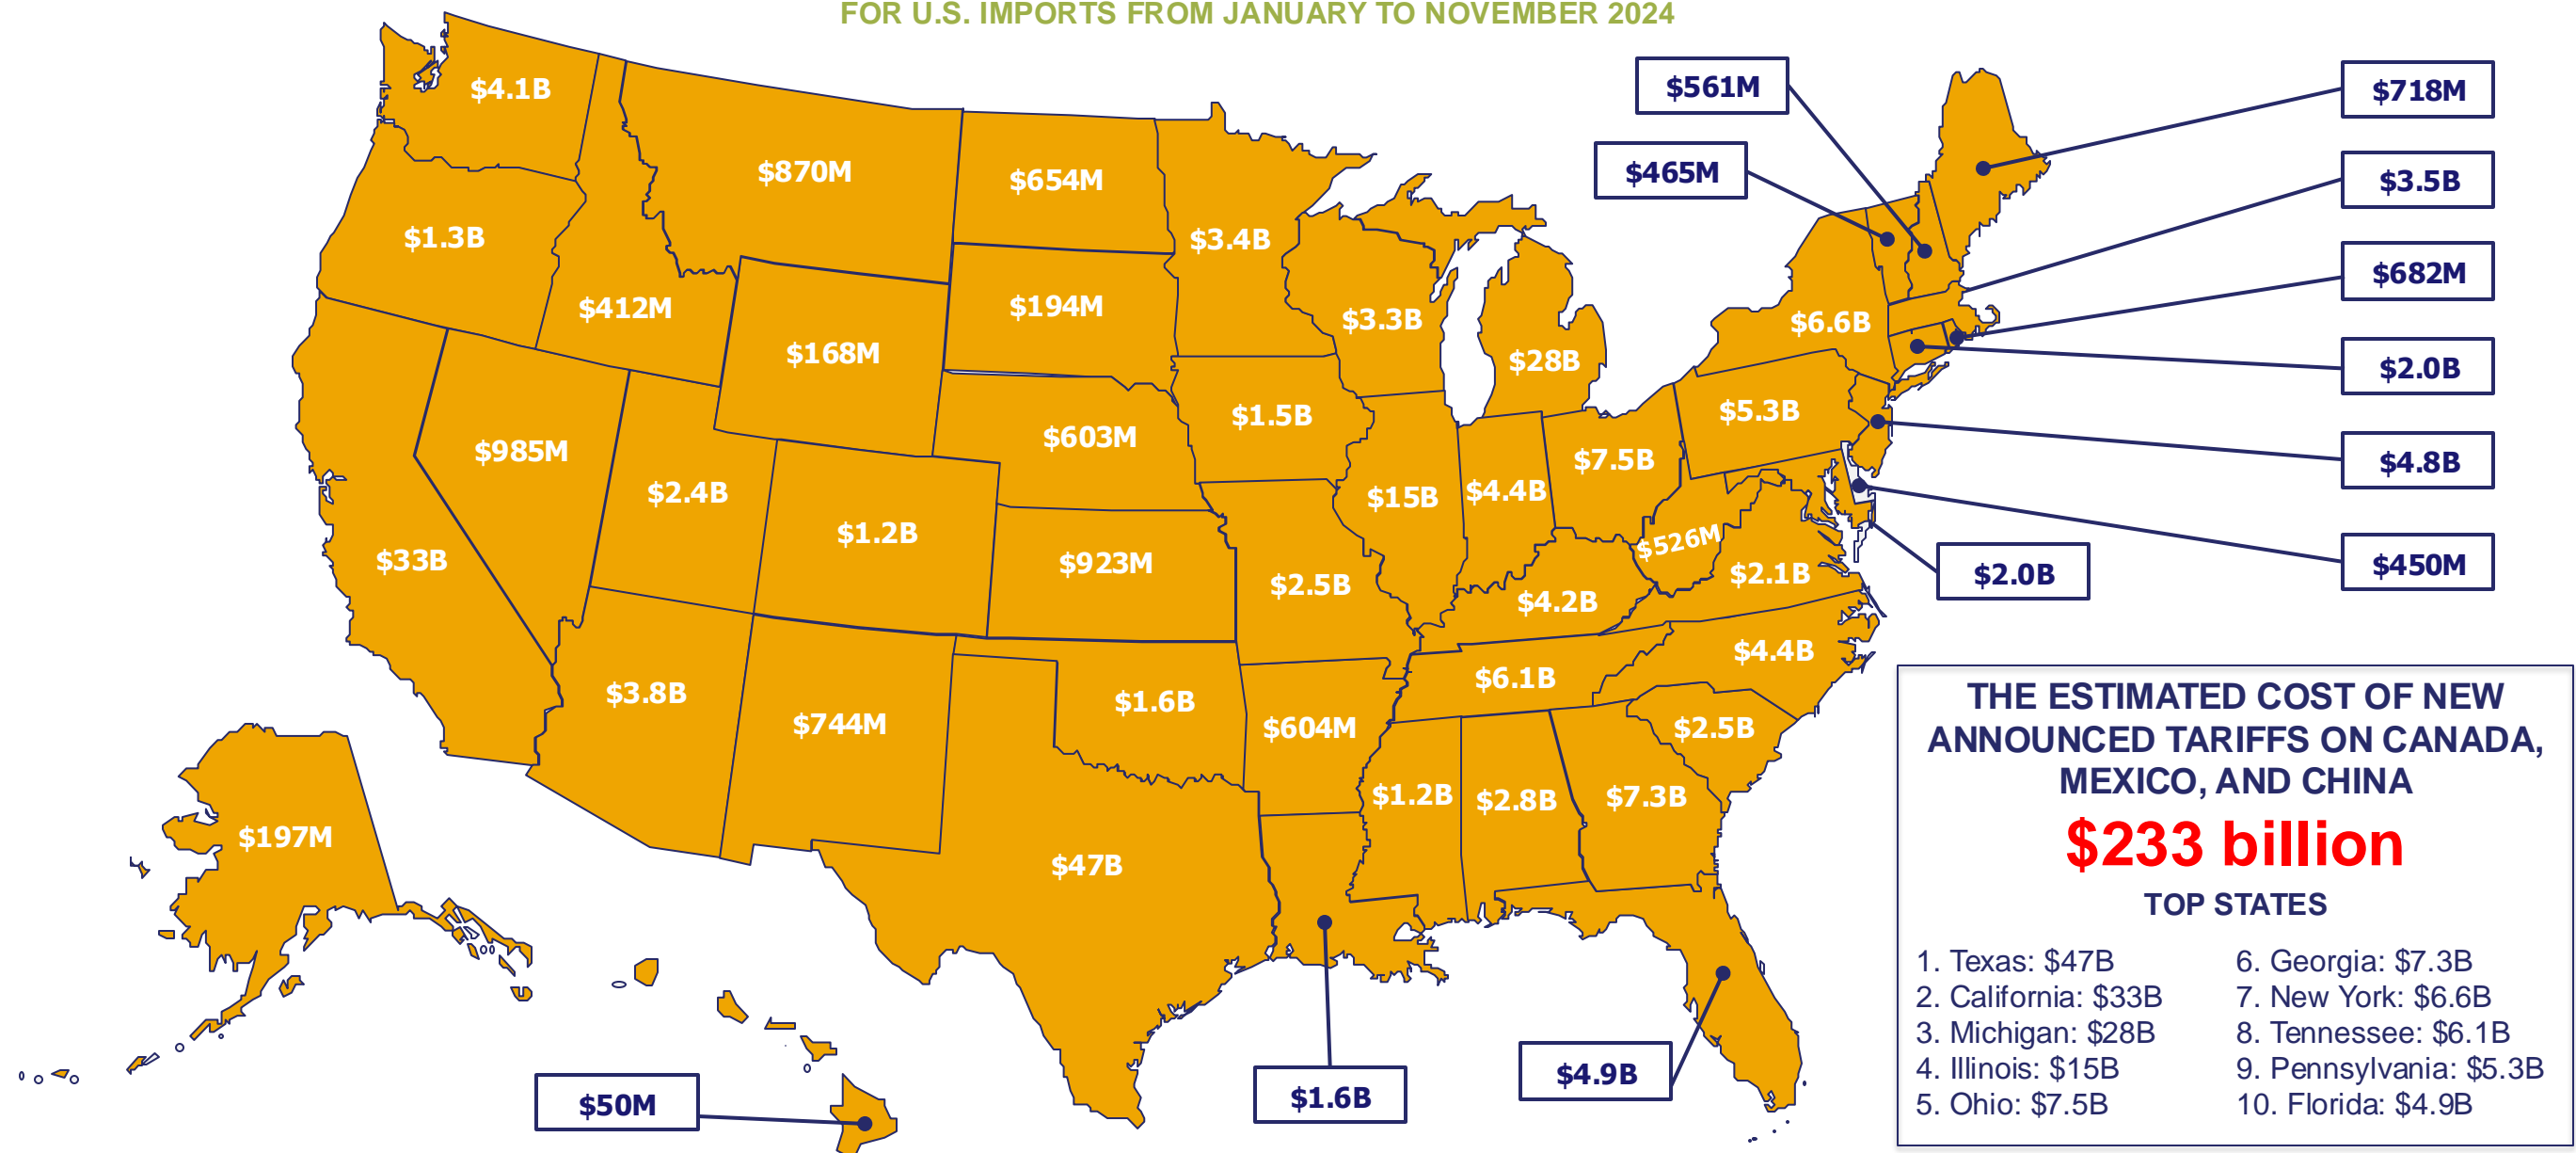 FOR U.S. IMPORTS FROM JANUARY TO NOVEMBER 2024
$4.1B
$561M
$718M
$870M
$654M
$465M
$3.5B
$1.3B
$3.4B
$682M
$412M
$194M
$3.3B
$6.6B
$168M
$28B
$2.0B
$1.5B
$5.3B
$603M
$985M
$7.5B
$4.8B
$2.4B
$15B
$4.4B
$1.2B
$526M
$33B
$923M
$2.5B
$2.1B
$2.0B
$450M
$4.2B
$4.4B
$3.8B
$6.1B
$744M
$1.6B
$604M
$2.5B
$197M
$47B
$1.2B
$2.8B
$7.3B
$50M
$1.6B
$4.9B
THE ESTIMATED COST OF NEW
ANNOUNCED TARIFFS ON CANADA,
MEXICO, AND CHINA
$233 billion
TOP STATES
1. Texas: $47B
2. California: $33B
3. Michigan: $28B
4. Illinois: $15B
5. Ohio: $7.5B
6. Georgia: $7.3B
7. New York: $6.6B
8. Tennessee: $6.1B
9. Pennsylvania: $5.3B
10. Florida: $4.9B